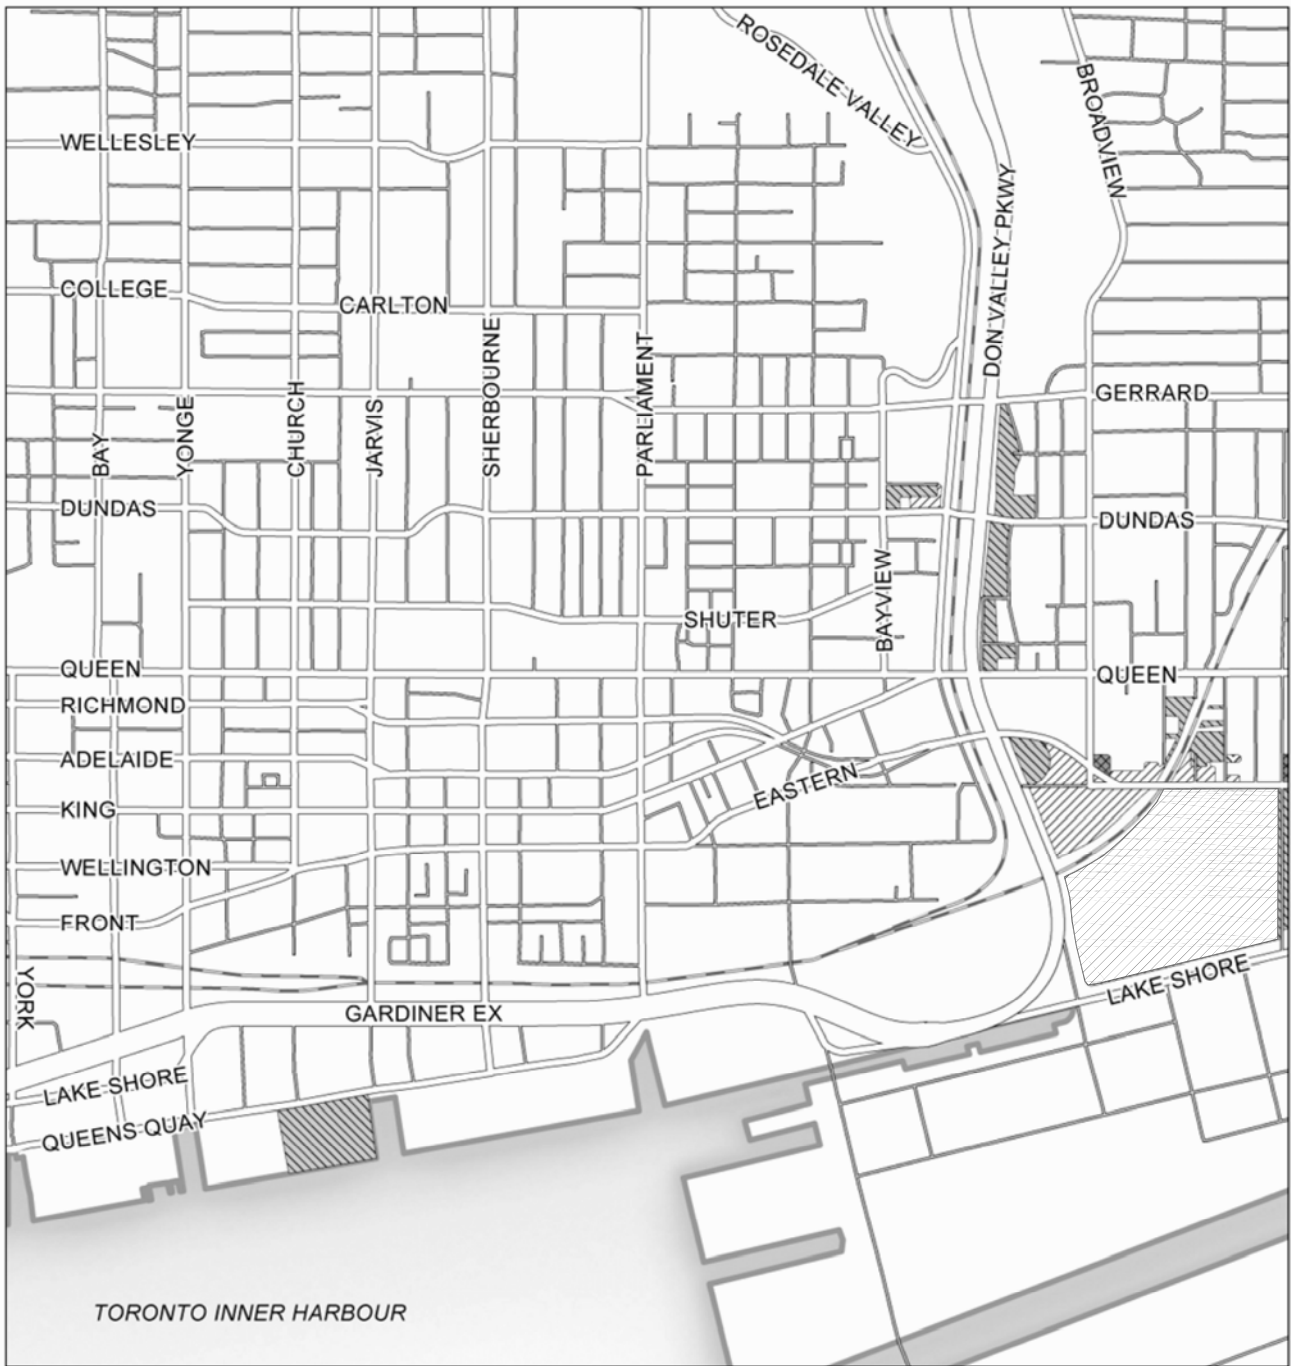 ROSEDALE VALLEY
BROADVIEW
WELLESLEY
DON VALLEY PKWY
COLLEGE
CARLTON
SHERBOURNE
PARLIAMENT
GERRARD
BAY
YONGE
CHURCH
JARVIS
DUNDAS
DUNDAS
BAYVIEW
SHUTER
QUEEN
QUEEN
RICHMOND
ADELAIDE
EASTERN
KING
WELLINGTON
FRONT
YORK
LAKE SHORE
GARDINER EX
LAKE SHORE
QUEENS QUAY
TORONTO INNER HARBOUR